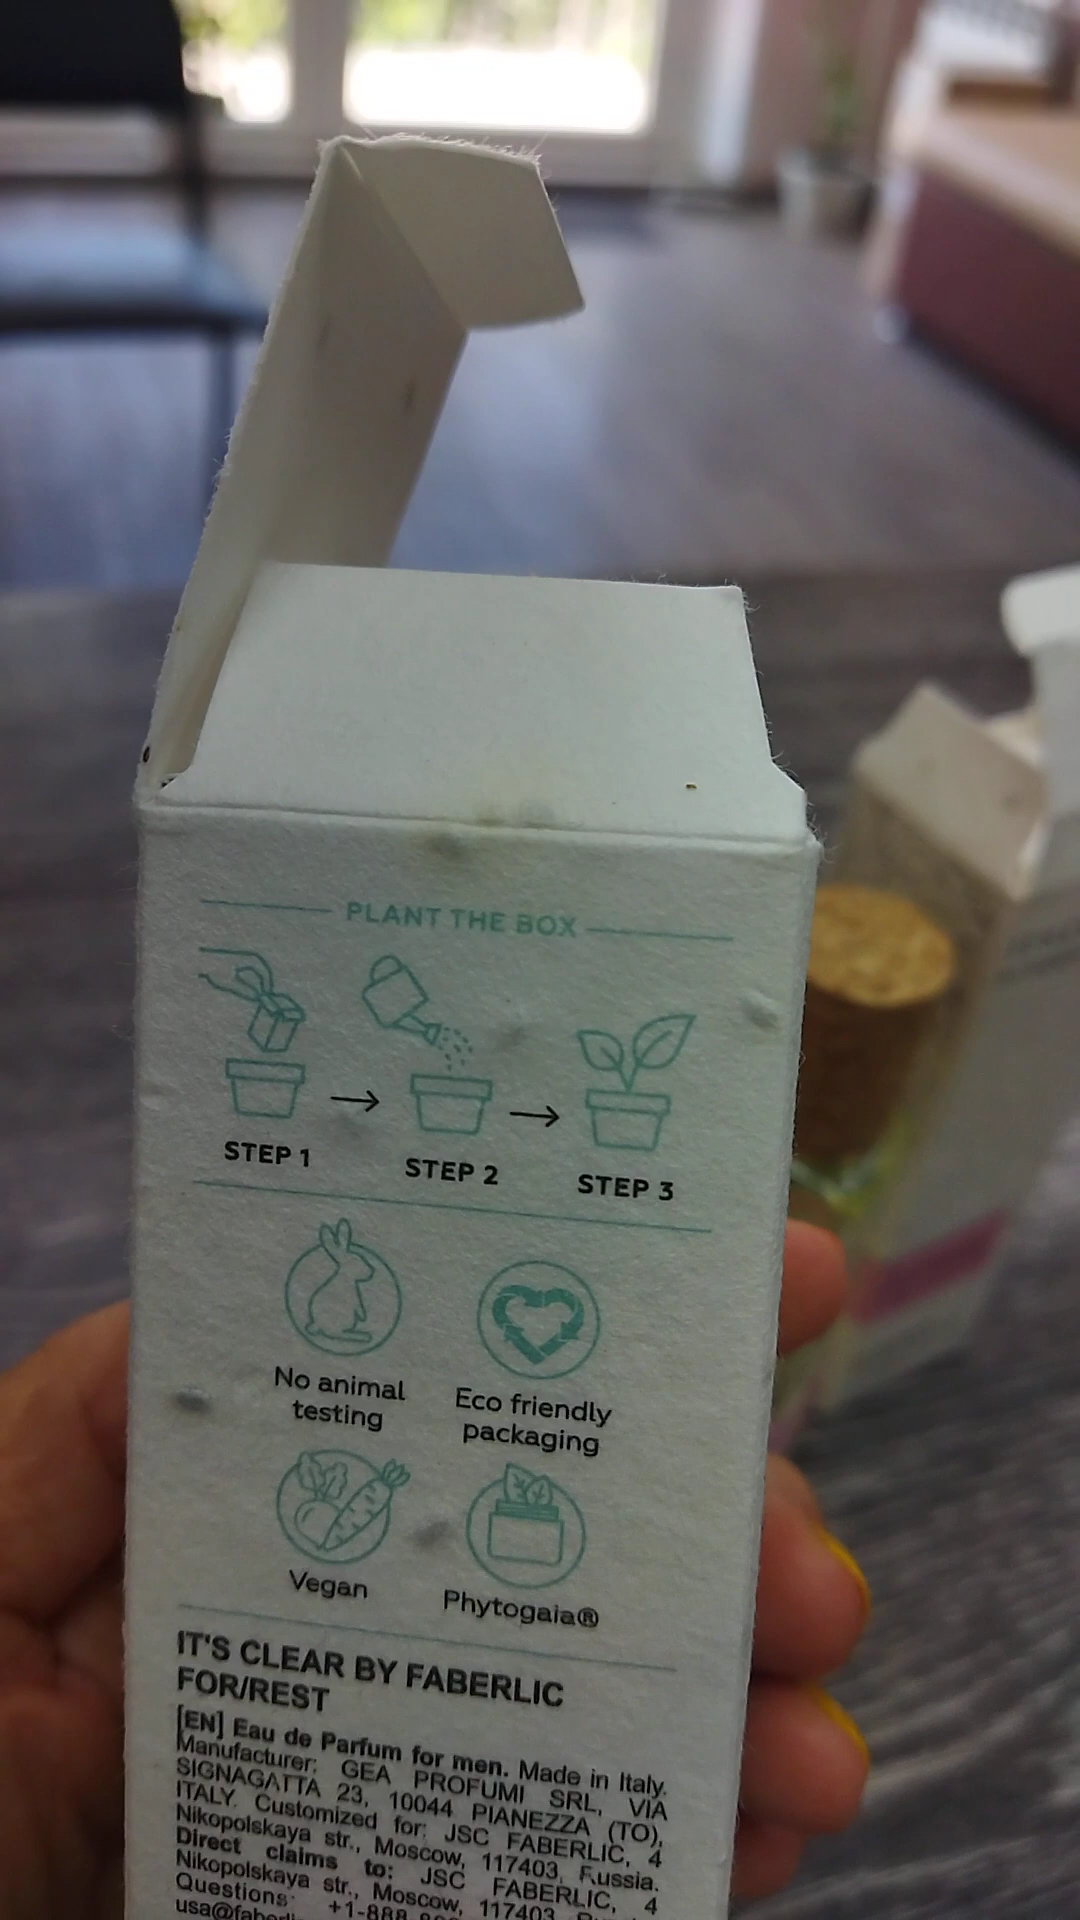 PLANT THE BOX
STEP 1
STEP 2
STEP 3
No animal
testing
Eco friendly
packaging
Vegan
Phytogaia®
IT'S CLEAR BY FABERLIC
FOR/REST
[EN] Eau de Parfum for men. Made in Italy.
Manufacturer: GEA PROFUMI SRL, VIA
SIGNAGATTA 23, 10044 PIANEZZA (TO),
ITALY. Customized for: JSC FABERLIC, 4
Nikopolskaya str., Moscow, 117403, Russia.
Direct claims to: JSC FABERLIC, 4
Nikopolskaya str., Moscow, 117403
Questions: +1-888